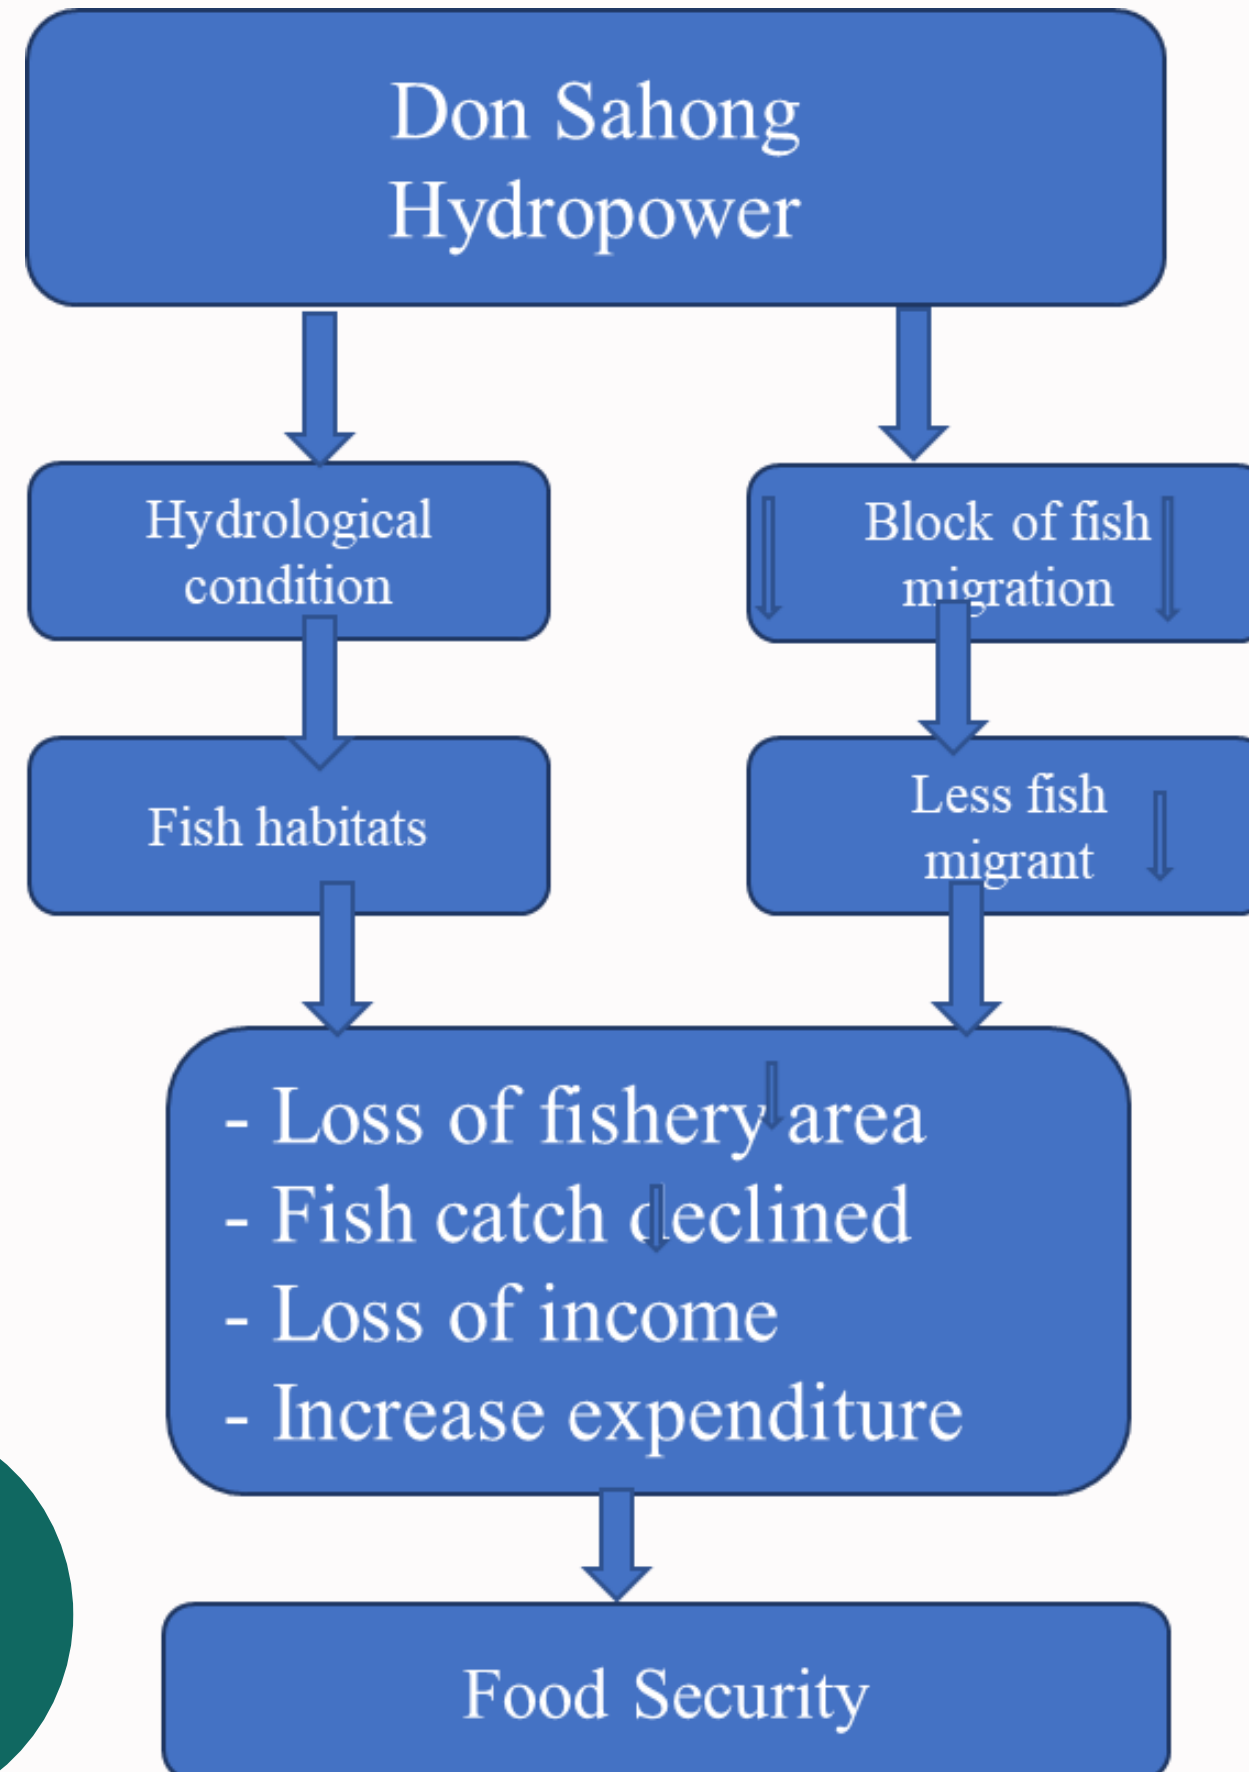 Don Sahong
Hydropower
Hydrological
condition
Block of fish
migration
Fish habitats
Less fish
migrant
- Loss of fishery area
- Fish catch declined
- Loss of income
- Increase expenditure
Food Security